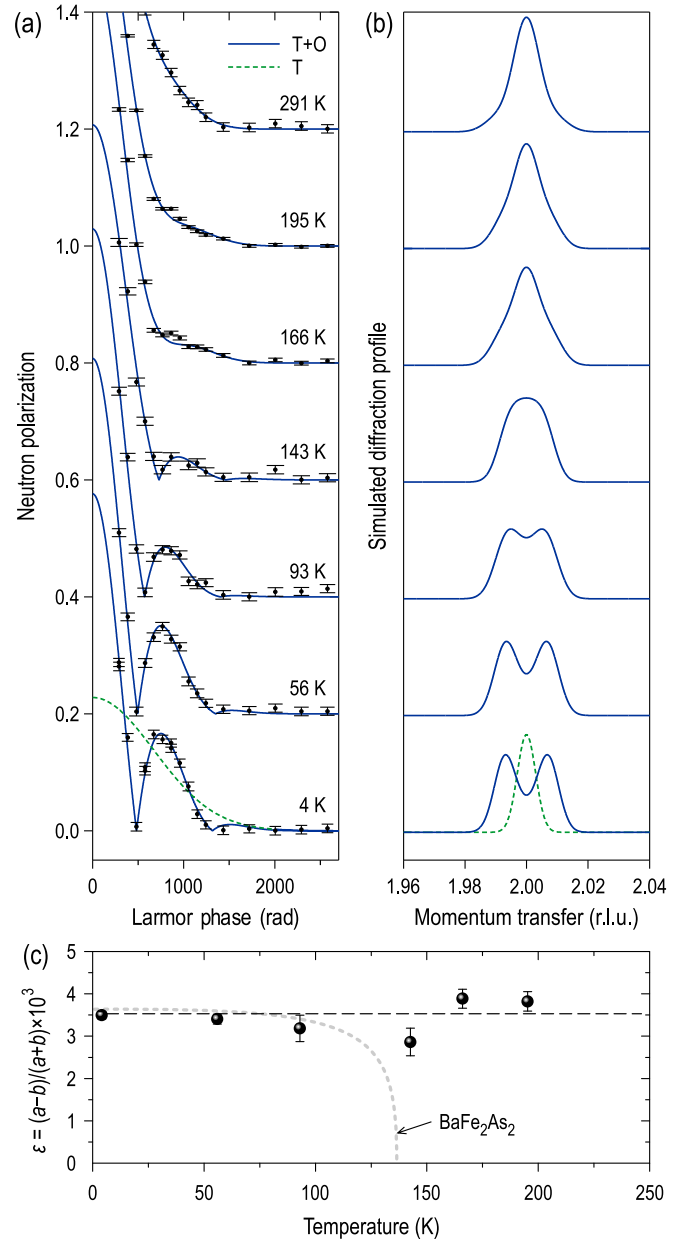 (a)
T+O
T
291 K
195 K
166 K
143 K
93 K
56 K
4 K
1.4
1.2
1.0
0.8
0.6
0.4
0.2
0.0
Neutron polarization
0
1000
2000
Larmor phase (rad)
(b)
Simulated diffraction profile
1.96
1.98
2.00
2.02
2.04
Momentum transfer (r.l.u.)
(c)
5
4
3
2
1
0
ε = (a−b)/(a+b)×10³
BaFe₂As₂
0
50
100
150
200
250
Temperature (K)